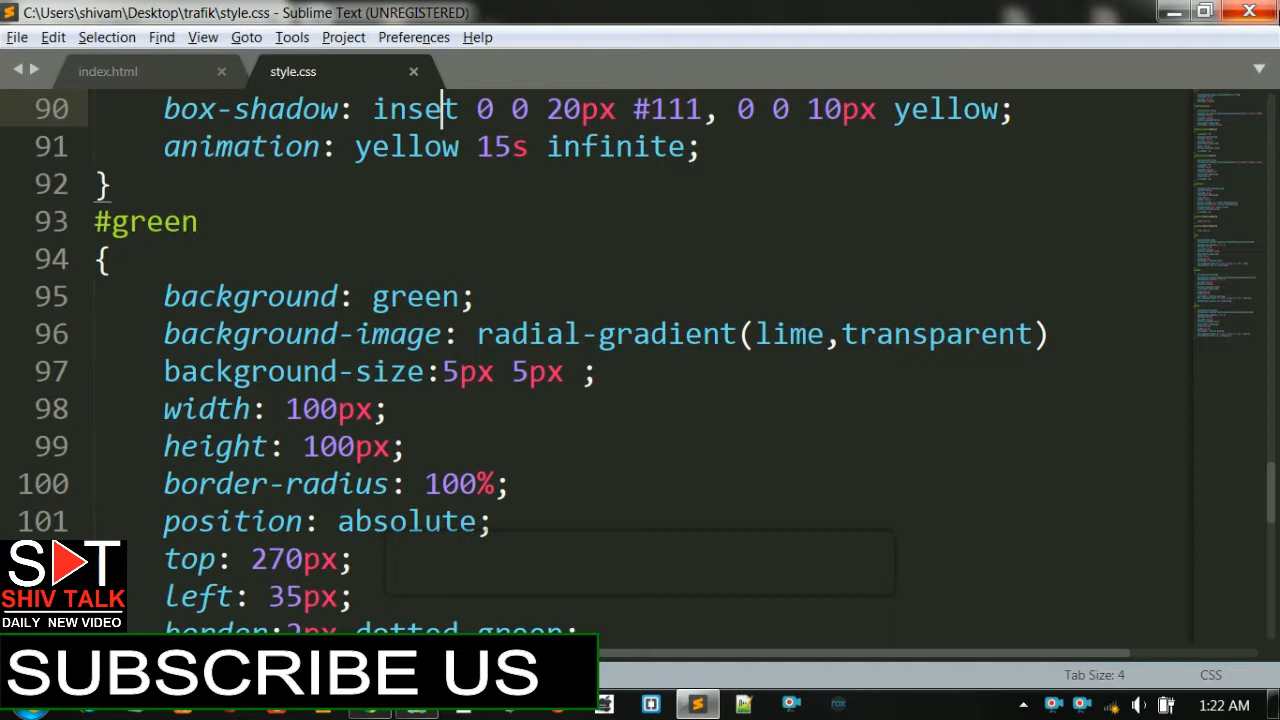 C:\Users\shivam\Desktop\trafik\style.css - Sublime Text (UNREGISTERED)
File Edit Selection Find View Goto Tools Project Preferences Help
index.html style.css
90 box-shadow: inset 0 0 20px #111, 0 0 10px yellow;
91 animation: yellow 15s infinite;
92 }
93 #green
94 {
95 background: green;
96 background-image: radial-gradient(lime,transparent)
97 background-size:5px 5px ;
98 width: 100px;
99 height: 100px;
100 border-radius: 100%;
101 position: absolute;
top: 270px;
left: 35px;
border:2px dotted green;
S T
SHIV TALK
DAILY NEW VIDEO
SUBSCRIBE US
Tab Size: 4 CSS
1:22 AM